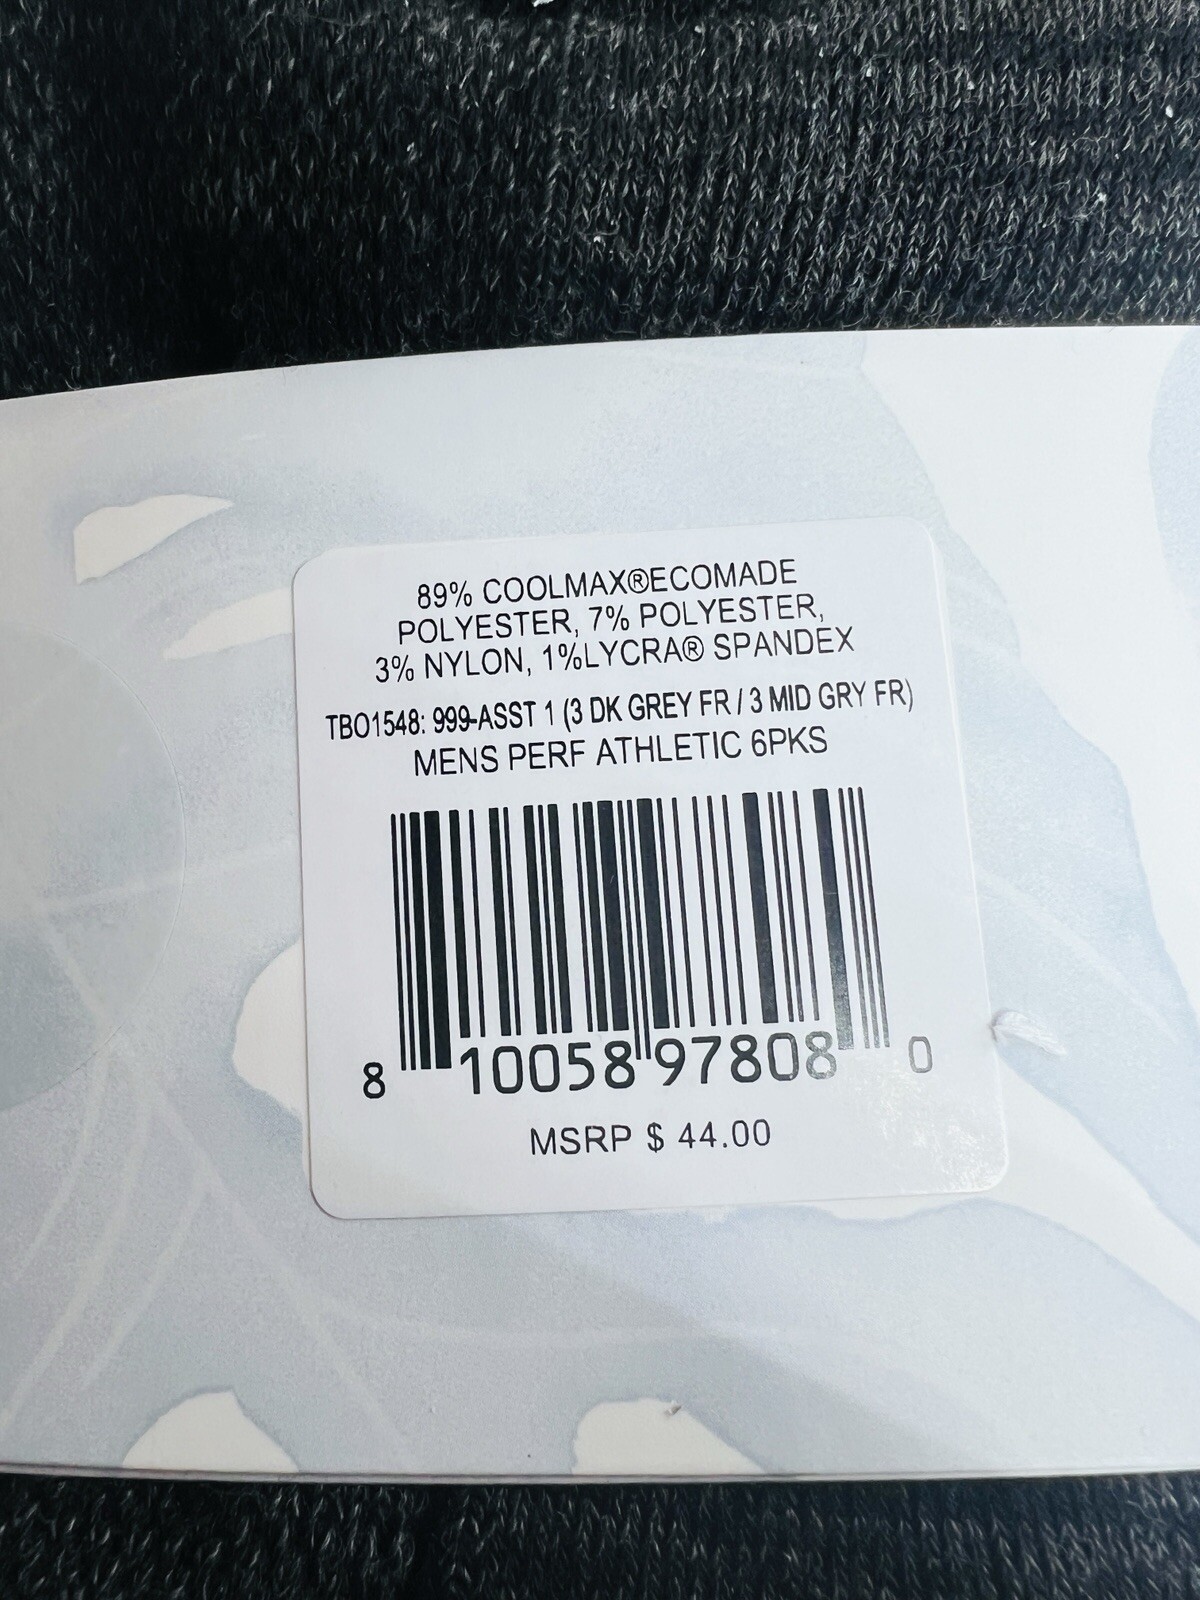 89% COOLMAX®ECOMADE
POLYESTER, 7% POLYESTER,
3% NYLON, 1%LYCRA® SPANDEX
TBO1548: 999-ASST 1 (3 DK GREY FR / 3 MID GRY FR)
MENS PERF ATHLETIC 6PKS
8 10058 97808 0
MSRP $ 44.00